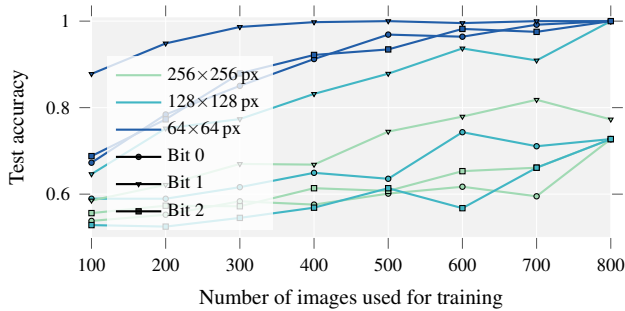 1
0.8
0.6
Test accuracy
256×256 px
128×128 px
64×64 px
Bit 0
Bit 1
Bit 2
100 200 300 400 500 600 700 800
Number of images used for training